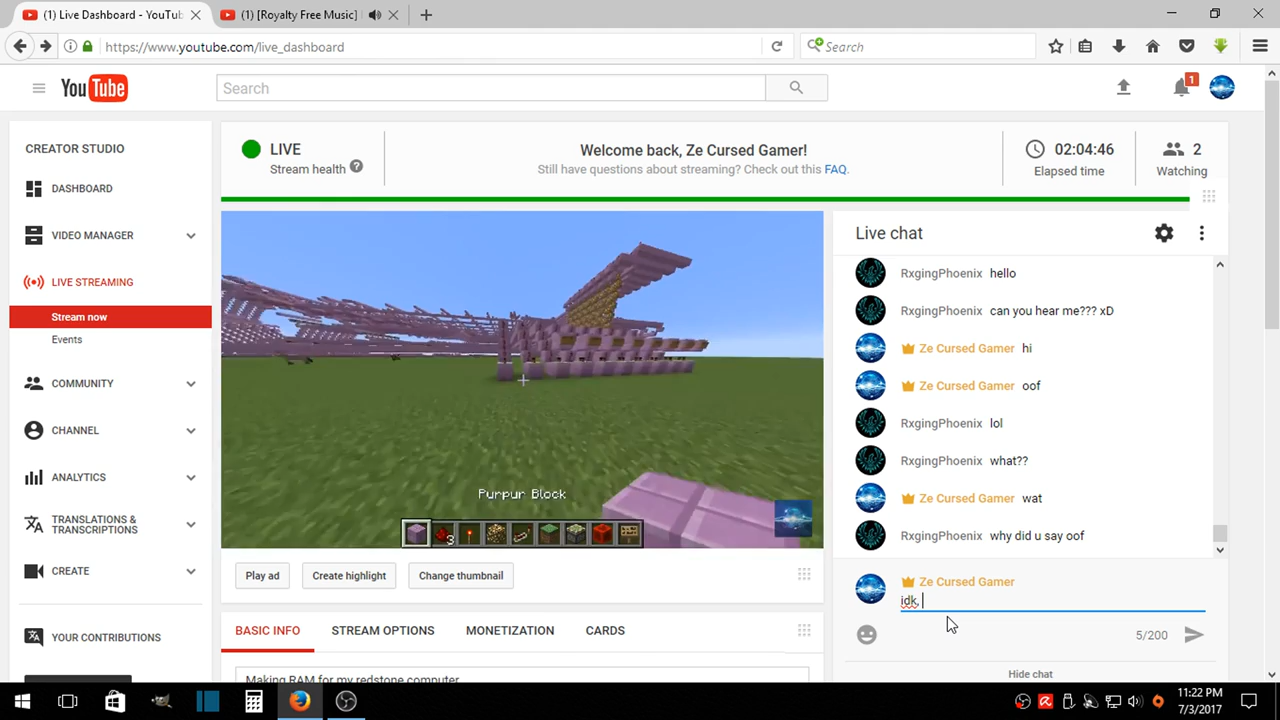 (1) Live Dashboard - YouTub
(1) [Royalty Free Music]
https://www.youtube.com/live_dashboard
Search
YouTube
Search
1
CREATOR STUDIO
DASHBOARD
VIDEO MANAGER
LIVE STREAMING
Stream now
Events
COMMUNITY
CHANNEL
ANALYTICS
TRANSLATIONS &
TRANSCRIPTIONS
CREATE
YOUR CONTRIBUTIONS
LIVE
Stream health ?
Welcome back, Ze Cursed Gamer!
Still have questions about streaming? Check out this FAQ.
02:04:46
Elapsed time
2
Watching
Purpur Block
3
Play ad
Create highlight
Change thumbnail
BASIC INFO
STREAM OPTIONS
MONETIZATION
CARDS
Making RAM for my redstone computer
Live chat
RxgingPhoenix hello
RxgingPhoenix can you hear me??? xD
Ze Cursed Gamer hi
Ze Cursed Gamer oof
RxgingPhoenix lol
RxgingPhoenix what??
Ze Cursed Gamer wat
RxgingPhoenix why did u say oof
Ze Cursed Gamer
idk,
5/200
Hide chat
11:22 PM
7/3/2017